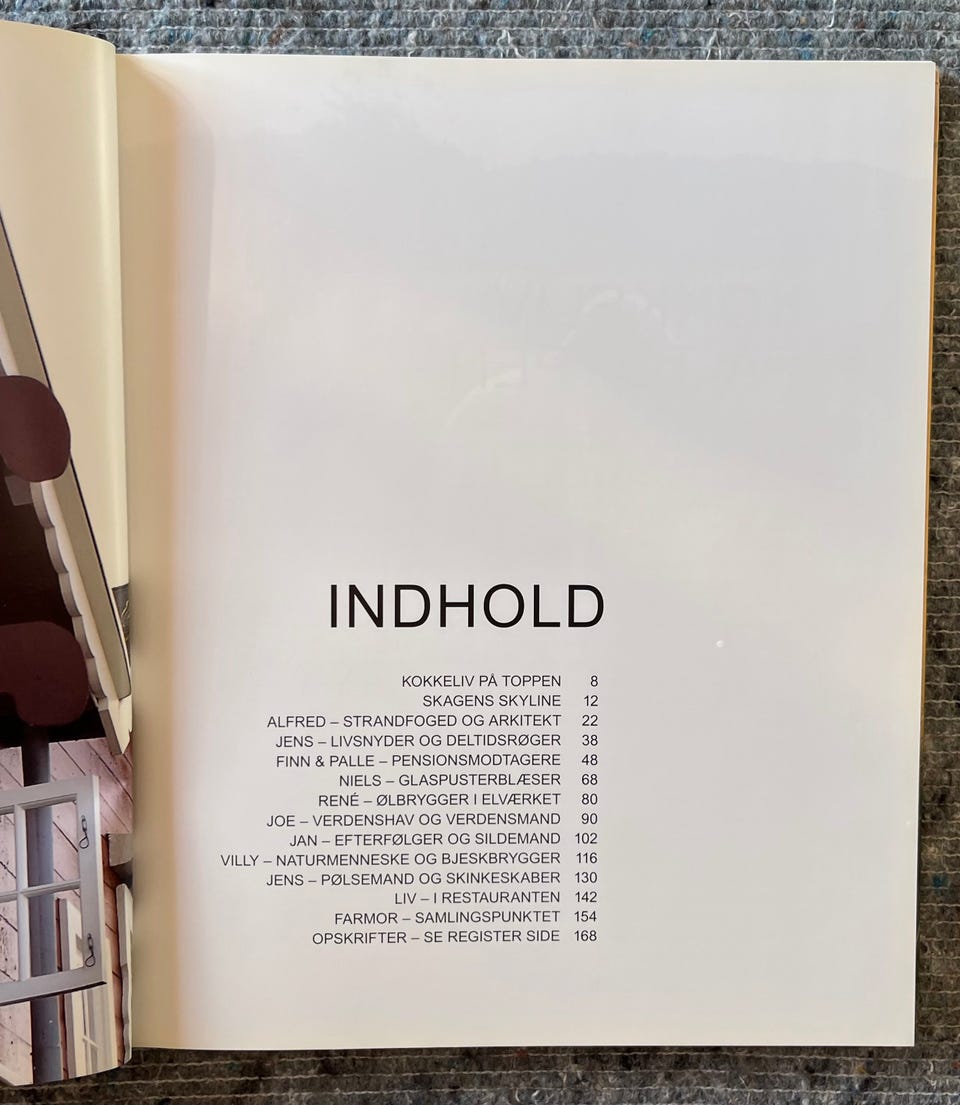 INDHOLD
KOKKELIV PÅ TOPPEN 8
SKAGENS SKYLINE 12
ALFRED – STRANDFOGED OG ARKITEKT 22
JENS – LIVSNYDER OG DELTIDSRØGER 38
FINN & PALLE – PENSIONSMODTAGERE 48
NIELS – GLASPUSTERBLÆSER 68
RENÉ – ØLBRYGGER I ELVÆRKET 80
JOE – VERDENSHAV OG VERDENSMAND 90
JAN – EFTERFØLGER OG SILDEMAND 102
VILLY – NATURMENNESKE OG BJESKBRYGGER 116
JENS – PØLSEMAND OG SKINKESKABER 130
LIV – I RESTAURANTEN 142
FARMOR – SAMLINGSPUNKTET 154
OPSKRIFTER – SE REGISTER SIDE 168